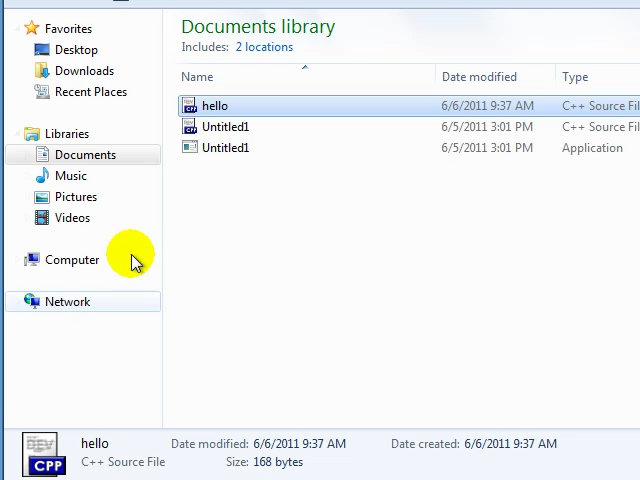 Favorites
Desktop
Downloads
Recent Places
Libraries
Documents
Music
Pictures
Videos
Computer
Network
Documents library
Includes: 2 locations
Name Date modified Type
hello 6/6/2011 9:37 AM C++ Source Fil
Untitled1 6/5/2011 3:01 PM C++ Source Fil
Untitled1 6/5/2011 3:01 PM Application
DEV
CPP
hello Date modified: 6/6/2011 9:37 AM Date created: 6/6/2011 9:37 AM
C++ Source File Size: 168 bytes